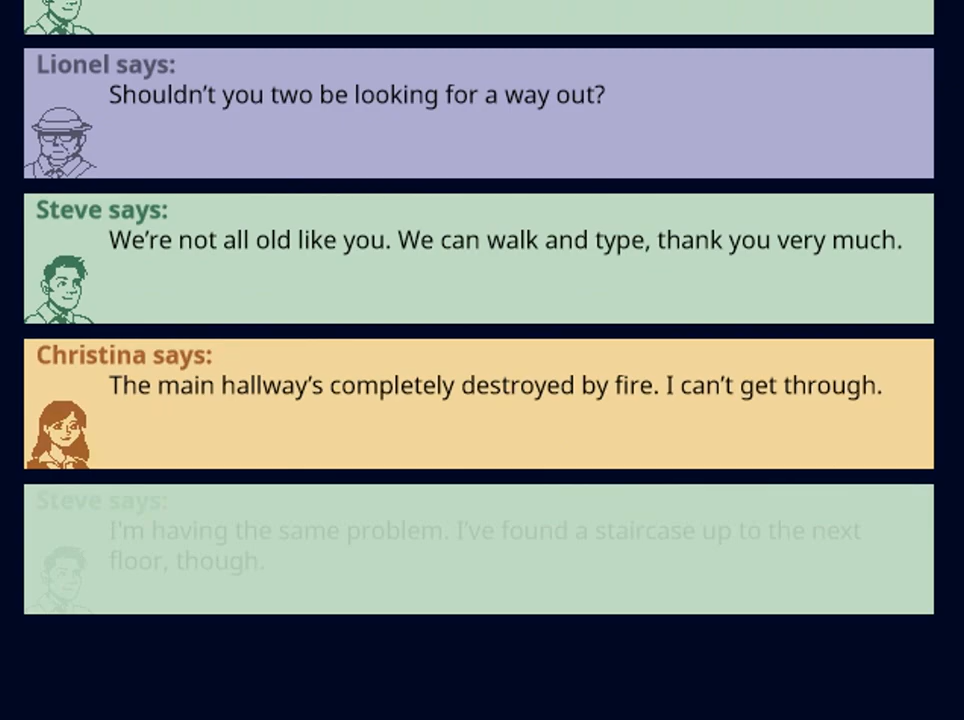 Lionel says:
Shouldn’t you two be looking for a way out?
Steve says:
We’re not all old like you. We can walk and type, thank you very much.
Christina says:
The main hallway’s completely destroyed by fire. I can’t get through.
Steve says:
I’m having the same problem. I’ve found a staircase up to the next
floor, though.